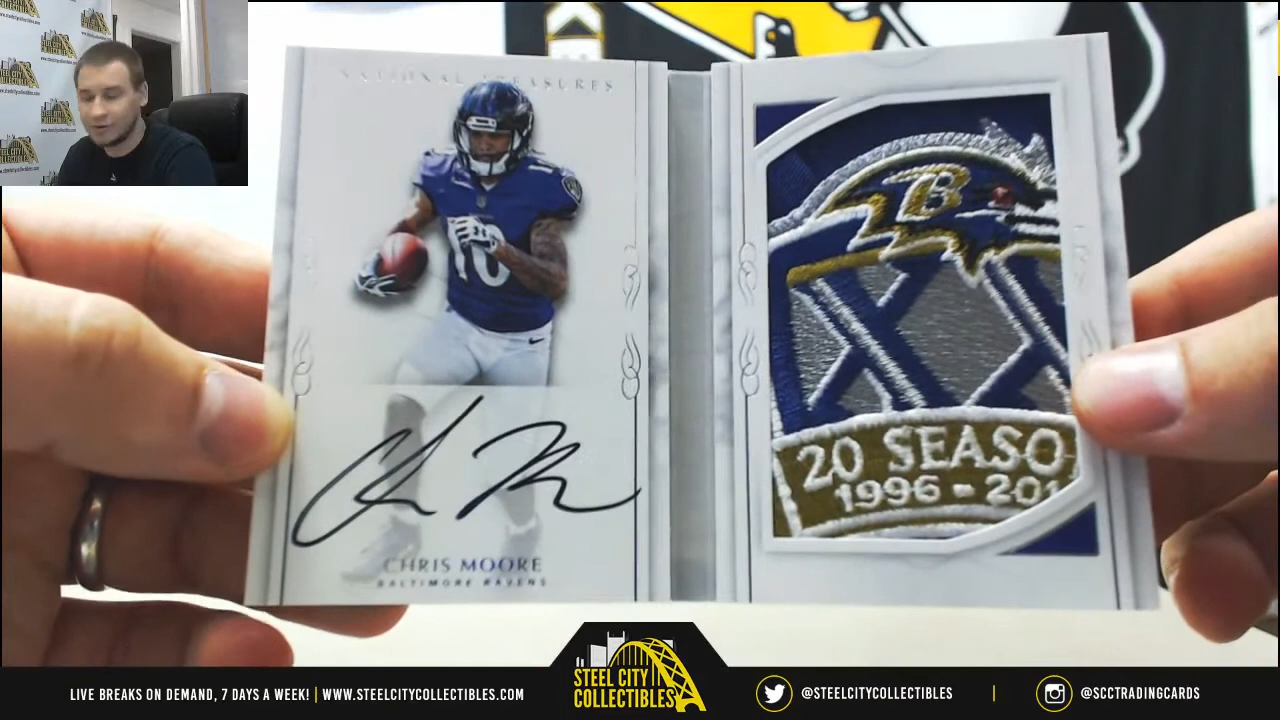 NATIONAL TREASURES
10
CHRIS MOORE
BALTIMORE RAVENS
B
20 SEASO
1996 - 201
LIVE BREAKS ON DEMAND, 7 DAYS A WEEK! | WWW.STEELCITYCOLLECTIBLES.COM
STEEL CITY
COLLECTIBLES
@STEELCITYCOLLECTIBLES
|
@SCCTRADINGCARDS